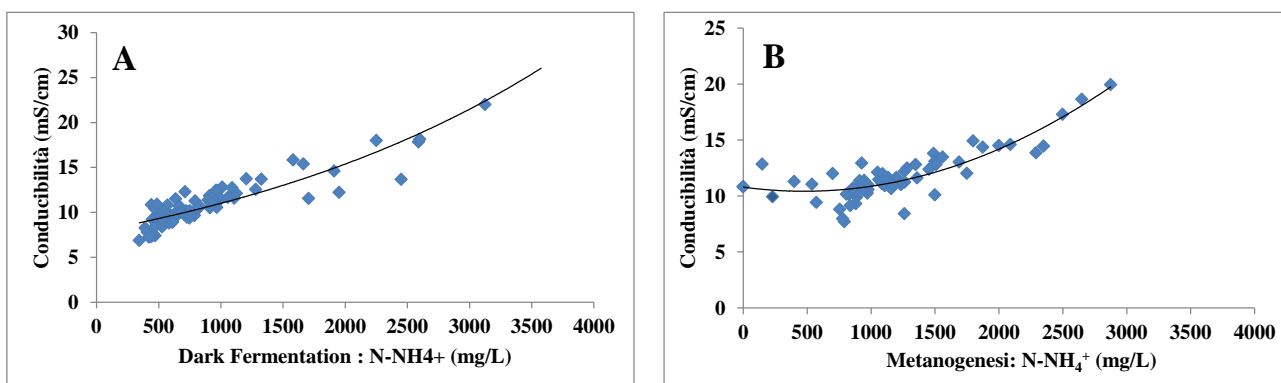 A
Conducibilità (mS/cm)
30
25
20
15
10
5
0
0 500 1000 1500 2000 2500 3000 3500 4000
Dark Fermentation : N-NH4+ (mg/L)
B
Conducibilità (mS/cm)
25
20
15
10
5
0
0 500 1000 1500 2000 2500 3000 3500 4000
Metanogenesi: N-NH₄⁺ (mg/L)